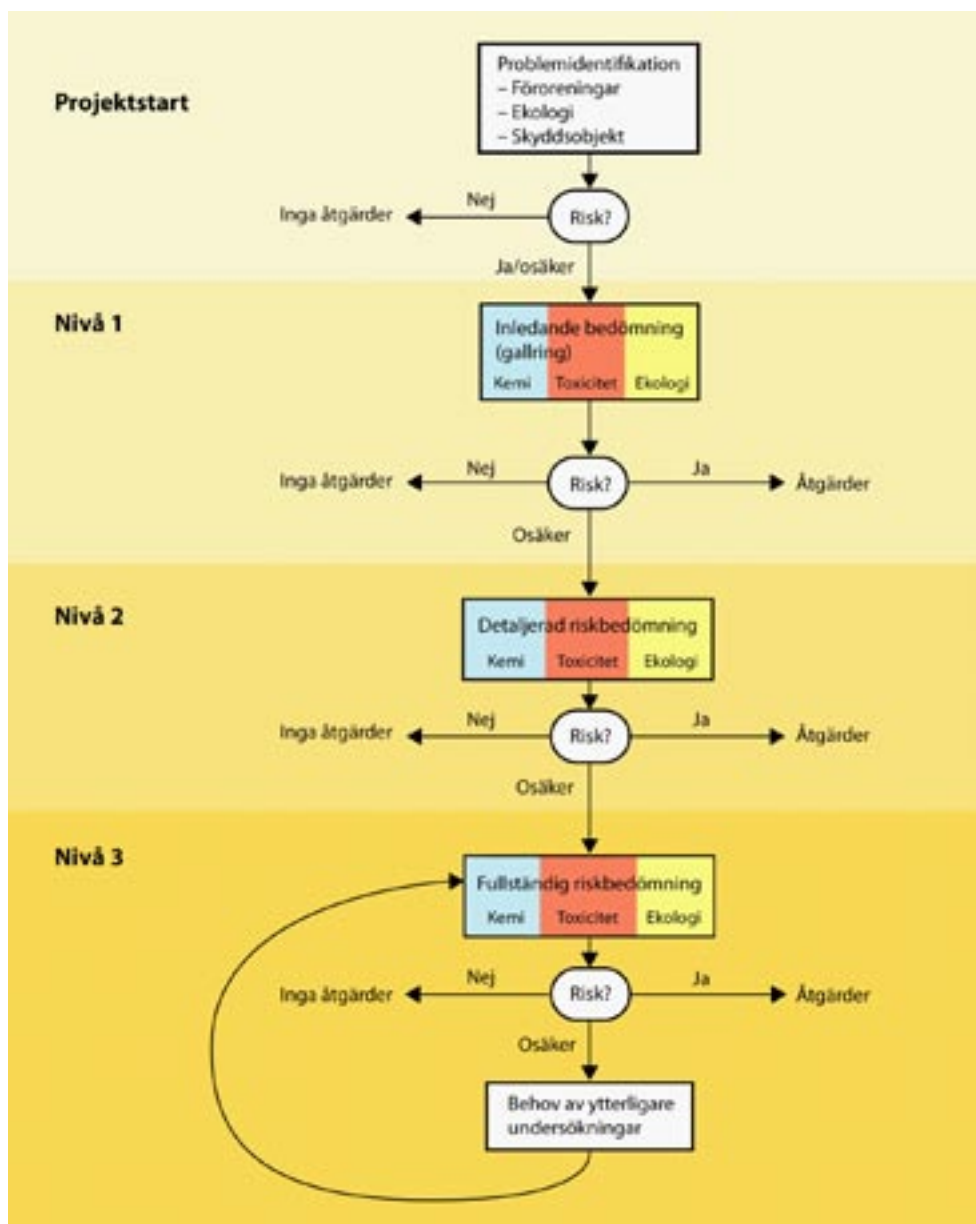 Projektstart
Problemidentifikation
– Föroreningar
– Ekologi
– Skyddsobjekt
Inga åtgärder
Nej
Risk?
Ja/osäker
Nivå 1
Inledande bedömning
(gallring)
Kemi Toxicitet Ekologi
Inga åtgärder
Nej
Risk?
Ja
Åtgärder
Osäker
Nivå 2
Detaljerad riskbedömning
Kemi Toxicitet Ekologi
Inga åtgärder
Nej
Risk?
Ja
Åtgärder
Osäker
Nivå 3
Fullständig riskbedömning
Kemi Toxicitet Ekologi
Inga åtgärder
Nej
Risk?
Ja
Åtgärder
Osäker
Behov av ytterligare
undersökningar